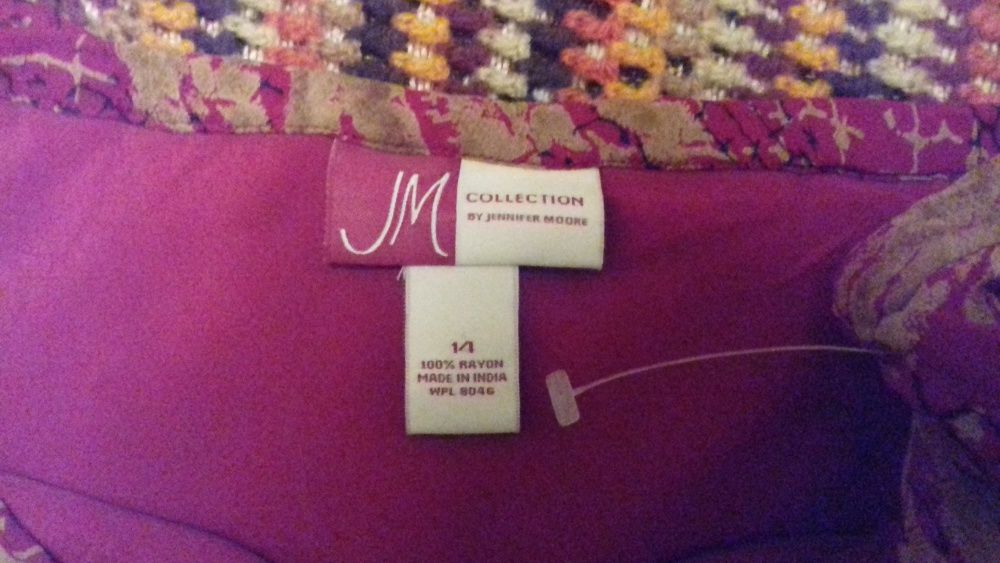 JM
COLLECTION
BY JENNIFER MOORE
14
100% RAYON
MADE IN INDIA
WPL 8046